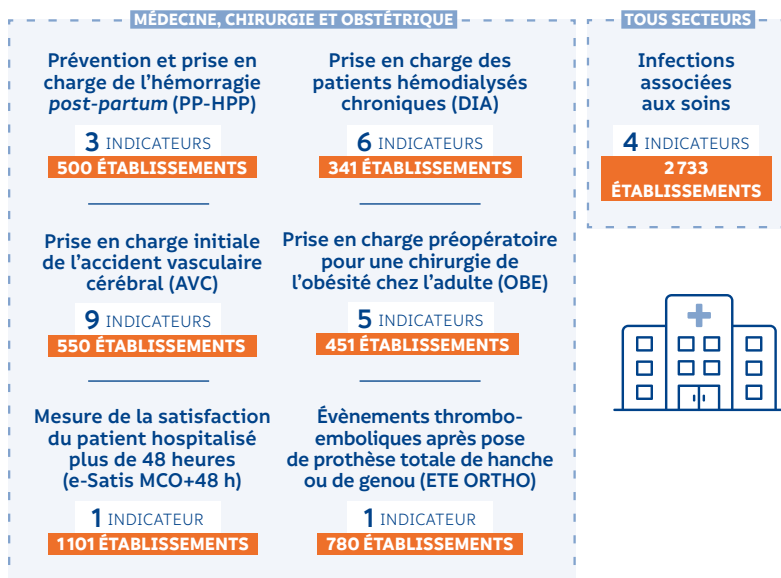 MÉDECINE, CHIRURGIE ET OBSTÉTRIQUE
Prévention et prise en
charge de l'hémorragie
post-partum (PP-HPP)
3 INDICATEURS
500 ÉTABLISSEMENTS
Prise en charge des
patients hémodialysés
chroniques (DIA)
6 INDICATEURS
341 ÉTABLISSEMENTS
Prise en charge initiale
de l'accident vasculaire
cérébral (AVC)
9 INDICATEURS
550 ÉTABLISSEMENTS
Prise en charge préopératoire
pour une chirurgie de
l'obésité chez l'adulte (OBE)
5 INDICATEURS
451 ÉTABLISSEMENTS
Mesure de la satisfaction
du patient hospitalisé
plus de 48 heures
(e-Satis MCO+48 h)
1 INDICATEUR
1101 ÉTABLISSEMENTS
Évènements thrombo-
emboliques après pose
de prothèse totale de hanche
ou de genou (ETE ORTHO)
1 INDICATEUR
780 ÉTABLISSEMENTS
TOUS SECTEURS
Infections
associées
aux soins
4 INDICATEURS
2 733
ÉTABLISSEMENTS